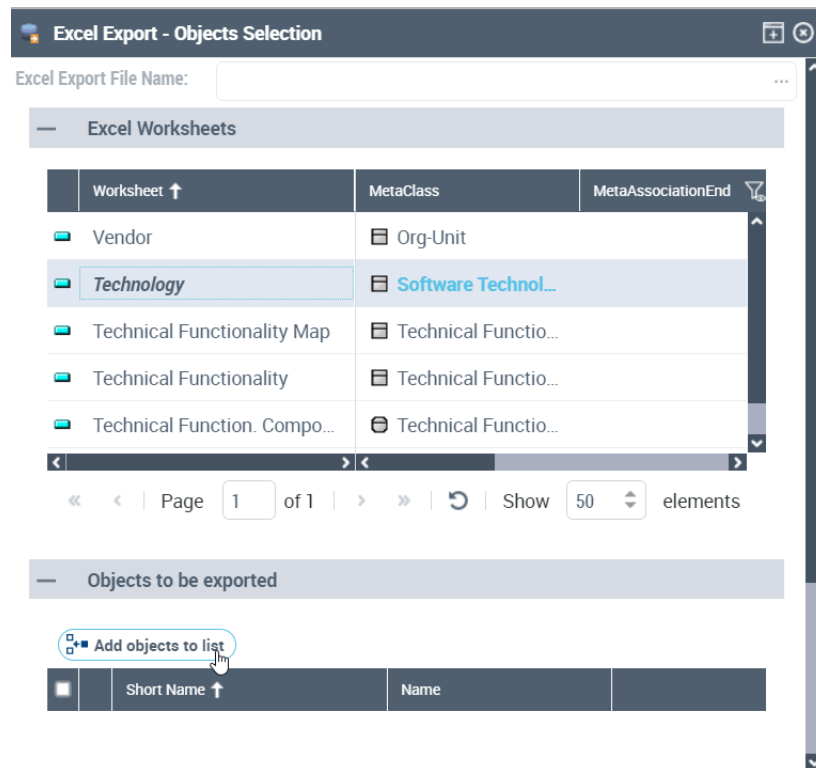 Excel Export - Objects Selection
Excel Export File Name:
...
Excel Worksheets
Worksheet MetaClass MetaAssociationEnd
Vendor Org-Unit
Technology Software Technol...
Technical Functionality Map Technical Functio...
Technical Functionality Technical Functio...
Technical Function. Compo... Technical Functio...
Page 1 of 1 Show 50 elements
Objects to be exported
Add objects to list
Short Name Name